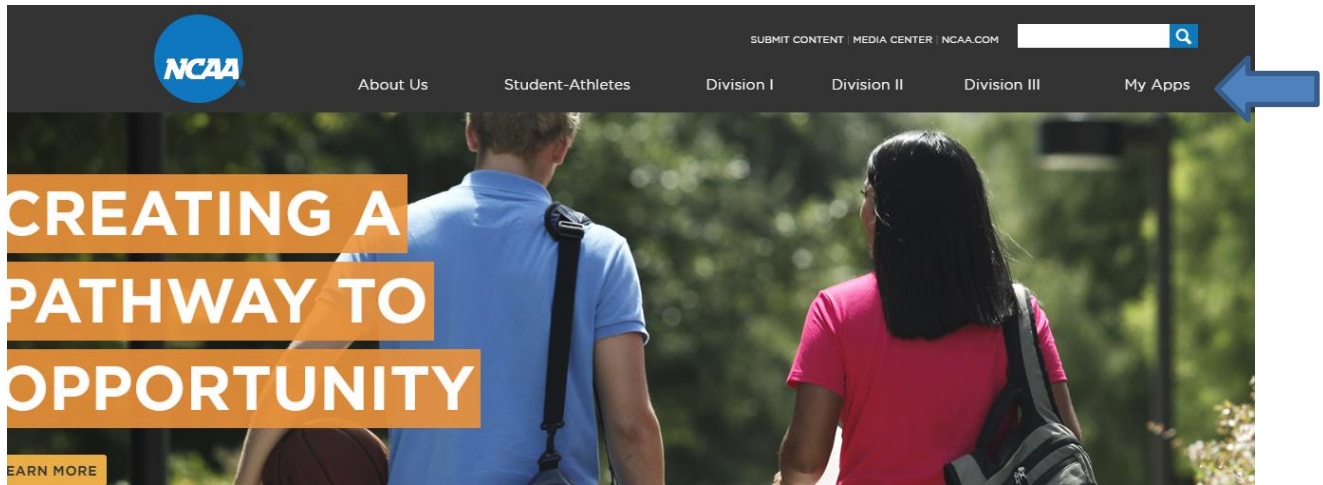 SUBMIT CONTENT | MEDIA CENTER | NCAA.COM
NCAA
About Us Student-Athletes Division I Division II Division III My Apps
CREATING A
PATHWAY TO
OPPORTUNITY
EARN MORE